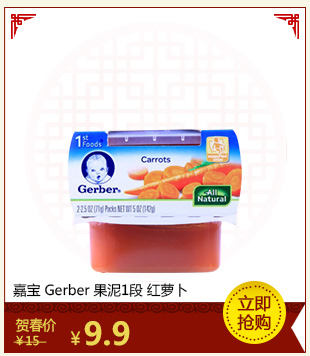 1st
Foods
Carrots
Gerber
All
Natural
2-2.5 OZ (71g) Packs NET WT 5 OZ (142g)
嘉宝 Gerber 果泥1段 红萝卜
贺春价
¥15
¥9.9
立即
抢购